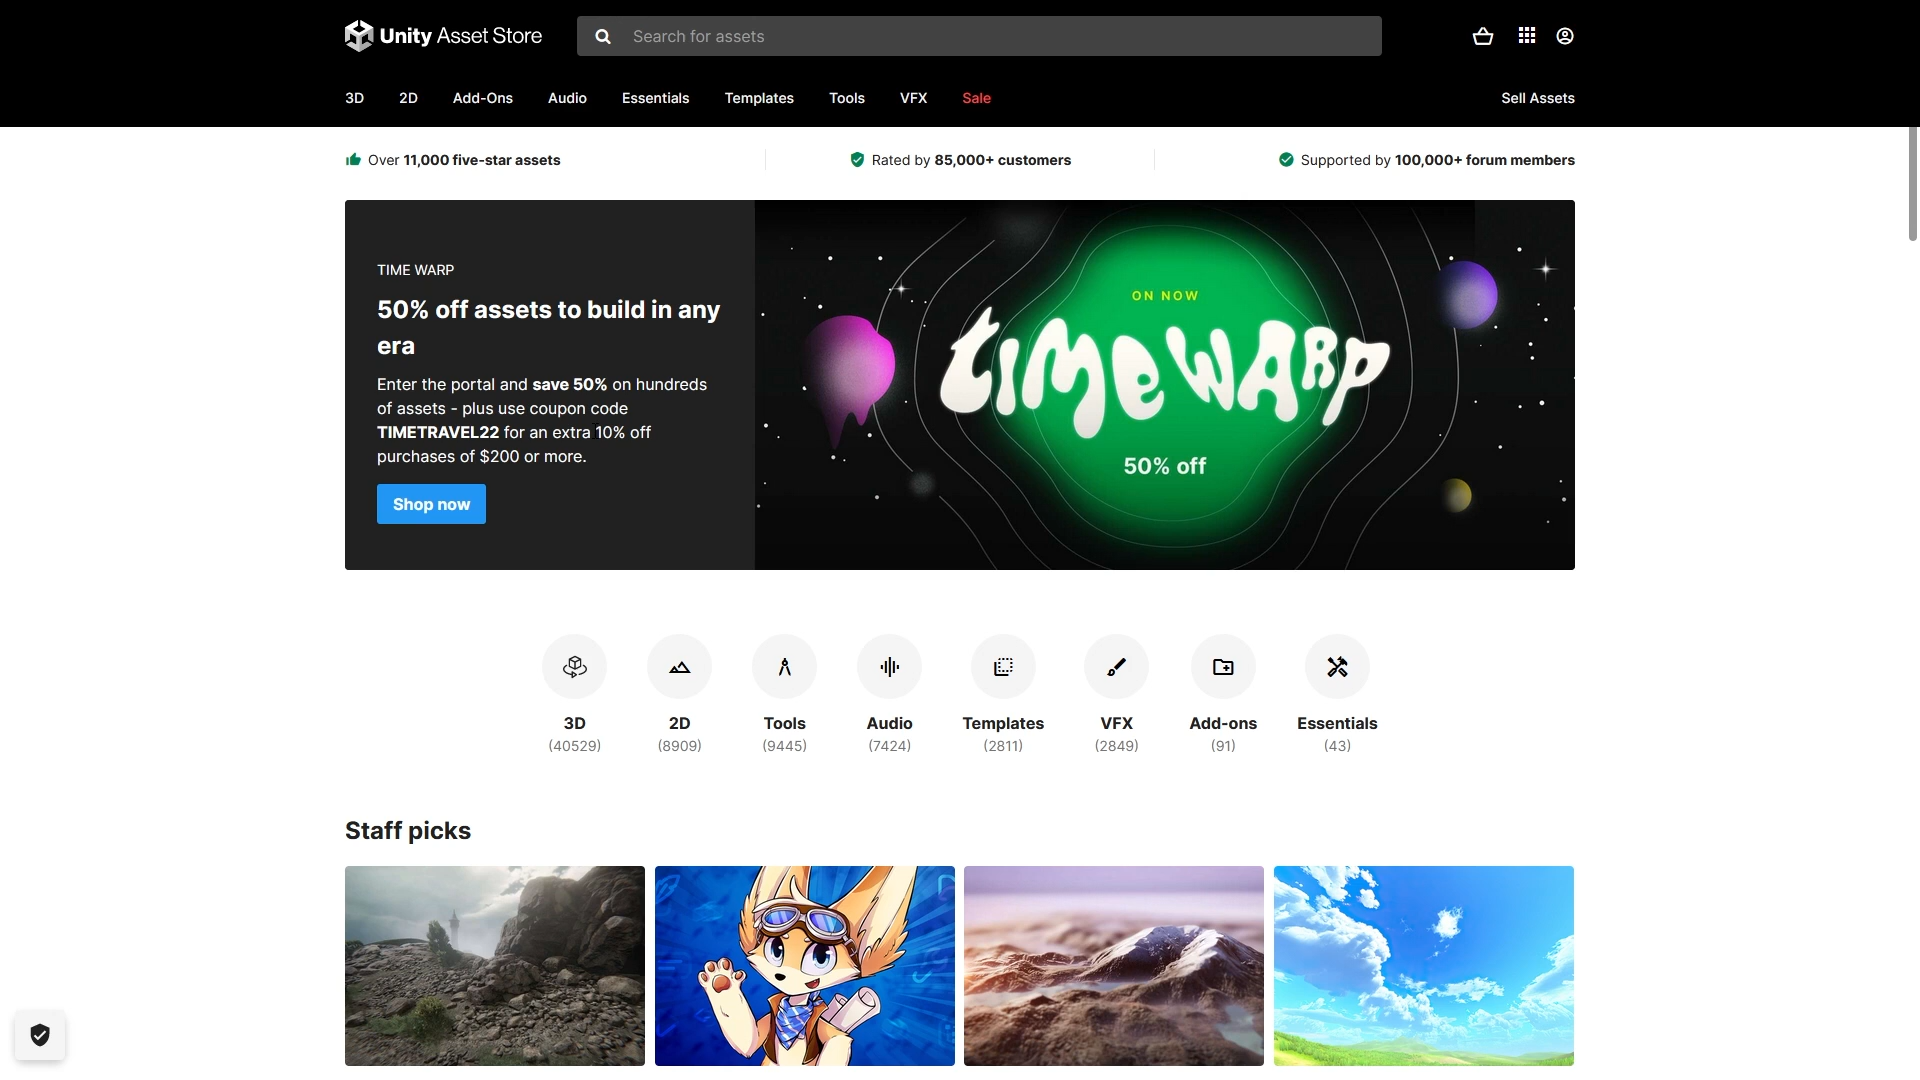 Unity Asset Store
Search for assets
3D 2D Add-Ons Audio Essentials Templates Tools VFX Sale Sell Assets
Over 11,000 five-star assets
Rated by 85,000+ customers
Supported by 100,000+ forum members
TIME WARP
50% off assets to build in any
era
Enter the portal and save 50% on hundreds
of assets - plus use coupon code
TIMETRAVEL22 for an extra 10% off
purchases of $200 or more.
Shop now
ON NOW
TIME WARP
50% off
3D
(40529)
2D
(8909)
Tools
(9445)
Audio
(7424)
Templates
(2811)
VFX
(2849)
Add-ons
(91)
Essentials
(43)
Staff picks